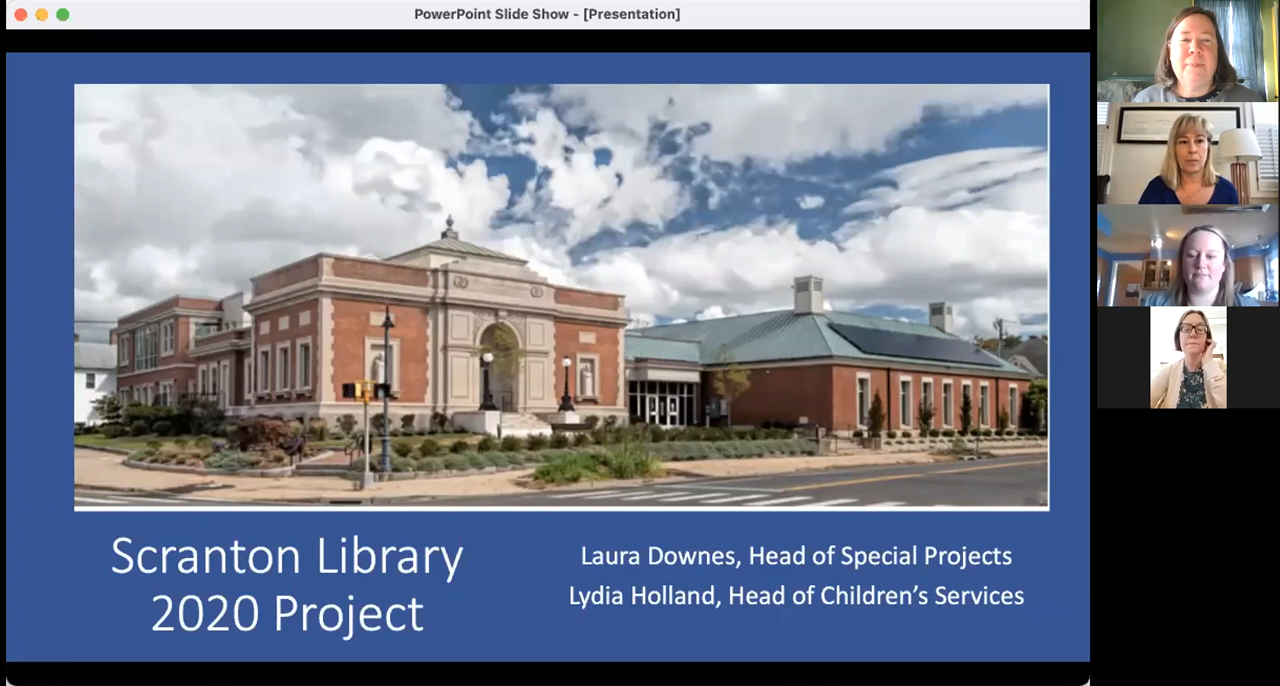 PowerPoint Slide Show - [Presentation]
Scranton Library
2020 Project
Laura Downes, Head of Special Projects
Lydia Holland, Head of Children's Services